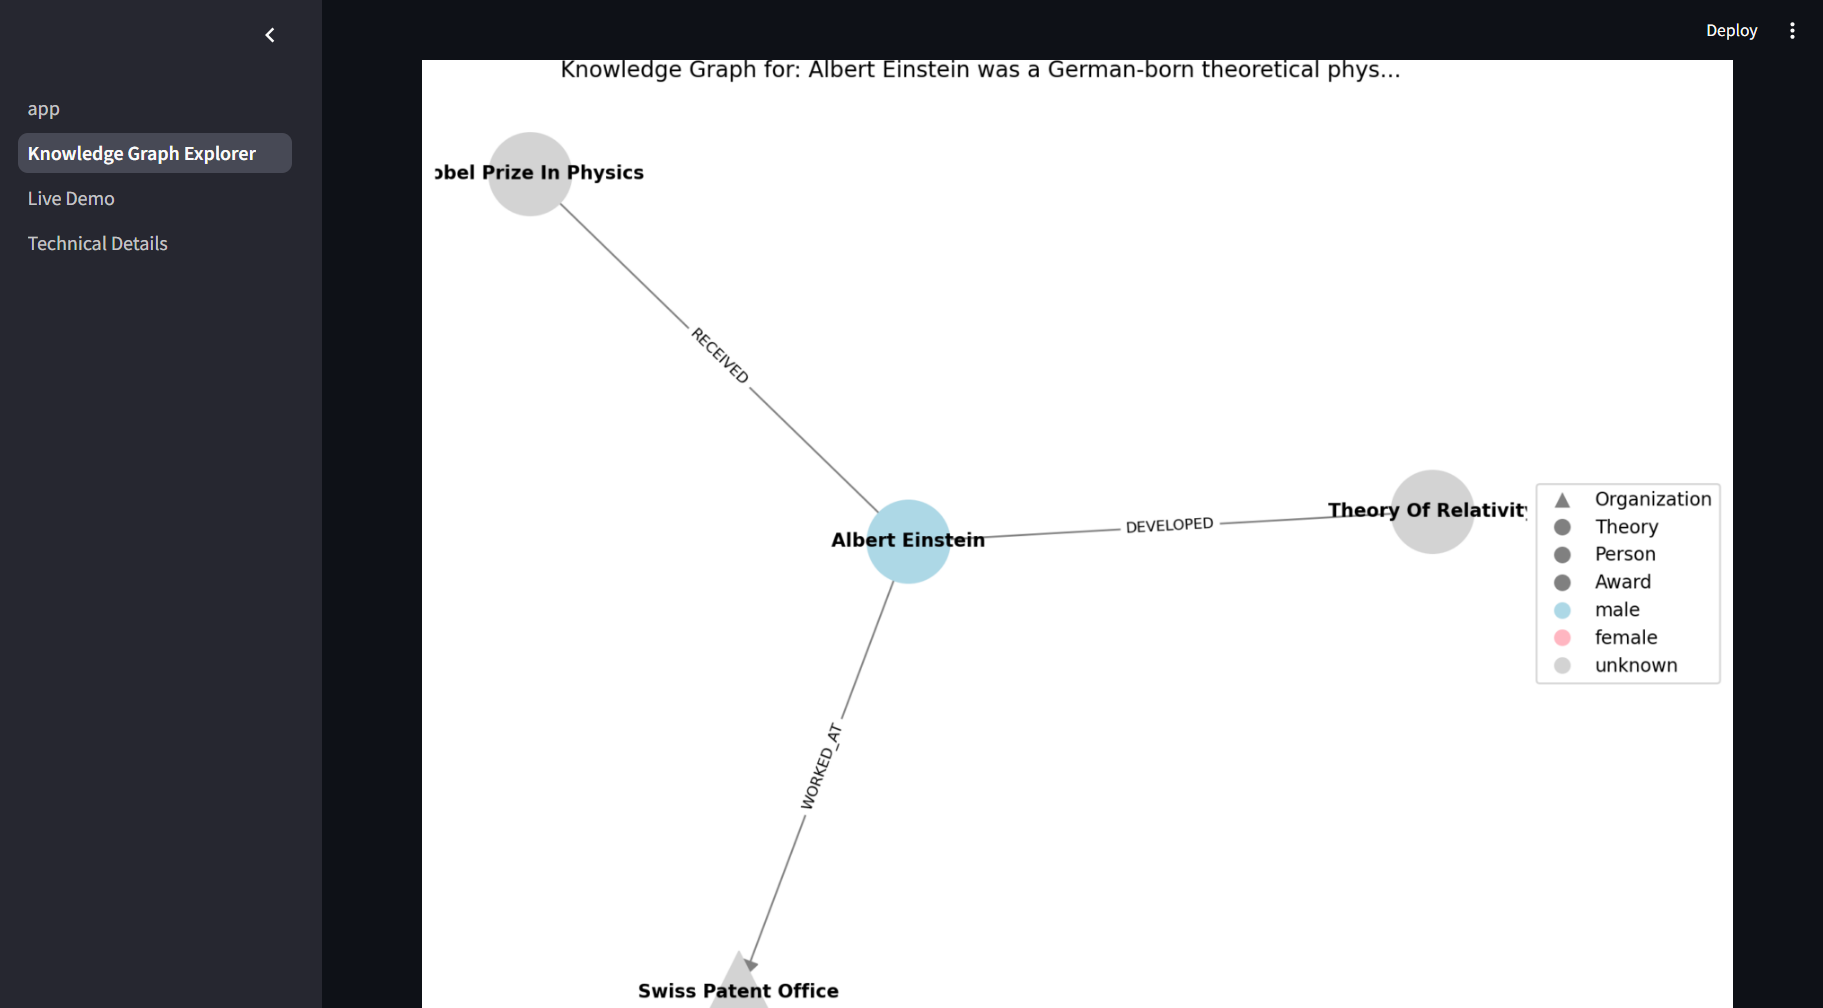 Deploy
app
Knowledge Graph Explorer
Live Demo
Technical Details
Knowledge Graph for: Albert Einstein was a German-born theoretical phys...
obel Prize In Physics
RECEIVED
Albert Einstein
DEVELOPED
Theory Of Relativity
WORKED_AT
Swiss Patent Office
Organization
Theory
Person
Award
male
female
unknown